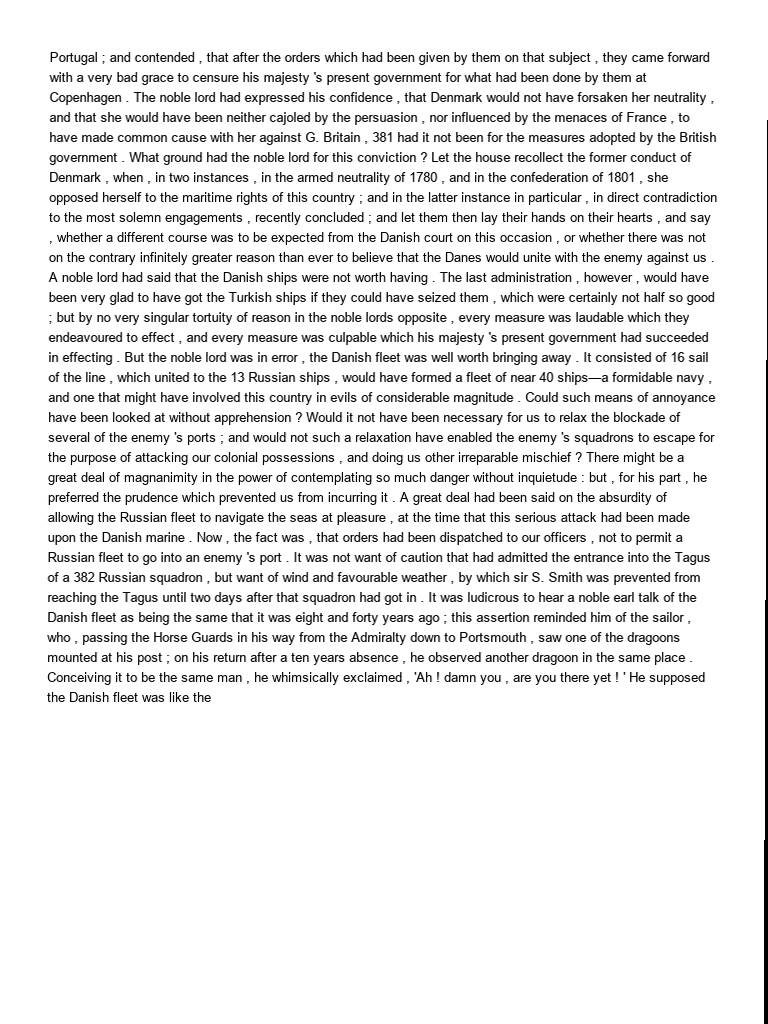 Portugal ; and contended , that after the orders which had been given by them on that subject , they came forward
with a very bad grace to censure his majesty 's present government for what had been done by them at
Copenhagen . The noble lord had expressed his confidence , that Denmark would not have forsaken her neutrality ,
and that she would have been neither cajoled by the persuasion , nor influenced by the menaces of France , to
have made common cause with her against G. Britain , 381 had it not been for the measures adopted by the British
government . What ground had the noble lord for this conviction ? Let the house recollect the former conduct of
Denmark , when , in two instances , in the armed neutrality of 1780 , and in the confederation of 1801 , she
opposed herself to the maritime rights of this country ; and in the latter instance in particular , in direct contradiction
to the most solemn engagements , recently concluded ; and let them then lay their hands on their hearts , and say
, whether a different course was to be expected from the Danish court on this occasion , or whether there was not
on the contrary infinitely greater reason than ever to believe that the Danes would unite with the enemy against us .
A noble lord had said that the Danish ships were not worth having . The last administration , however , would have
been very glad to have got the Turkish ships if they could have seized them , which were certainly not half so good
; but by no very singular tortuity of reason in the noble lords opposite , every measure was laudable which they
endeavoured to effect , and every measure was culpable which his majesty 's present government had succeeded
in effecting . But the noble lord was in error , the Danish fleet was well worth bringing away . It consisted of 16 sail
of the line , which united to the 13 Russian ships , would have formed a fleet of near 40 ships—a formidable navy ,
and one that might have involved this country in evils of considerable magnitude . Could such means of annoyance
have been looked at without apprehension ? Would it not have been necessary for us to relax the blockade of
several of the enemy 's ports ; and would not such a relaxation have enabled the enemy 's squadrons to escape for
the purpose of attacking our colonial possessions , and doing us other irreparable mischief ? There might be a
great deal of magnanimity in the power of contemplating so much danger without inquietude : but , for his part , he
preferred the prudence which prevented us from incurring it . A great deal had been said on the absurdity of
allowing the Russian fleet to navigate the seas at pleasure , at the time that this serious attack had been made
upon the Danish marine . Now , the fact was , that orders had been dispatched to our officers , not to permit a
Russian fleet to go into an enemy 's port . It was not want of caution that had admitted the entrance into the Tagus
of a 382 Russian squadron , but want of wind and favourable weather , by which sir S. Smith was prevented from
reaching the Tagus until two days after that squadron had got in . It was ludicrous to hear a noble earl talk of the
Danish fleet as being the same that it was eight and forty years ago ; this assertion reminded him of the sailor ,
who , passing the Horse Guards in his way from the Admiralty down to Portsmouth , saw one of the dragoons
mounted at his post ; on his return after a ten years absence , he observed another dragoon in the same place .
Conceiving it to be the same man , he whimsically exclaimed , 'Ah ! damn you , are you there yet ! ' He supposed
the Danish fleet was like the